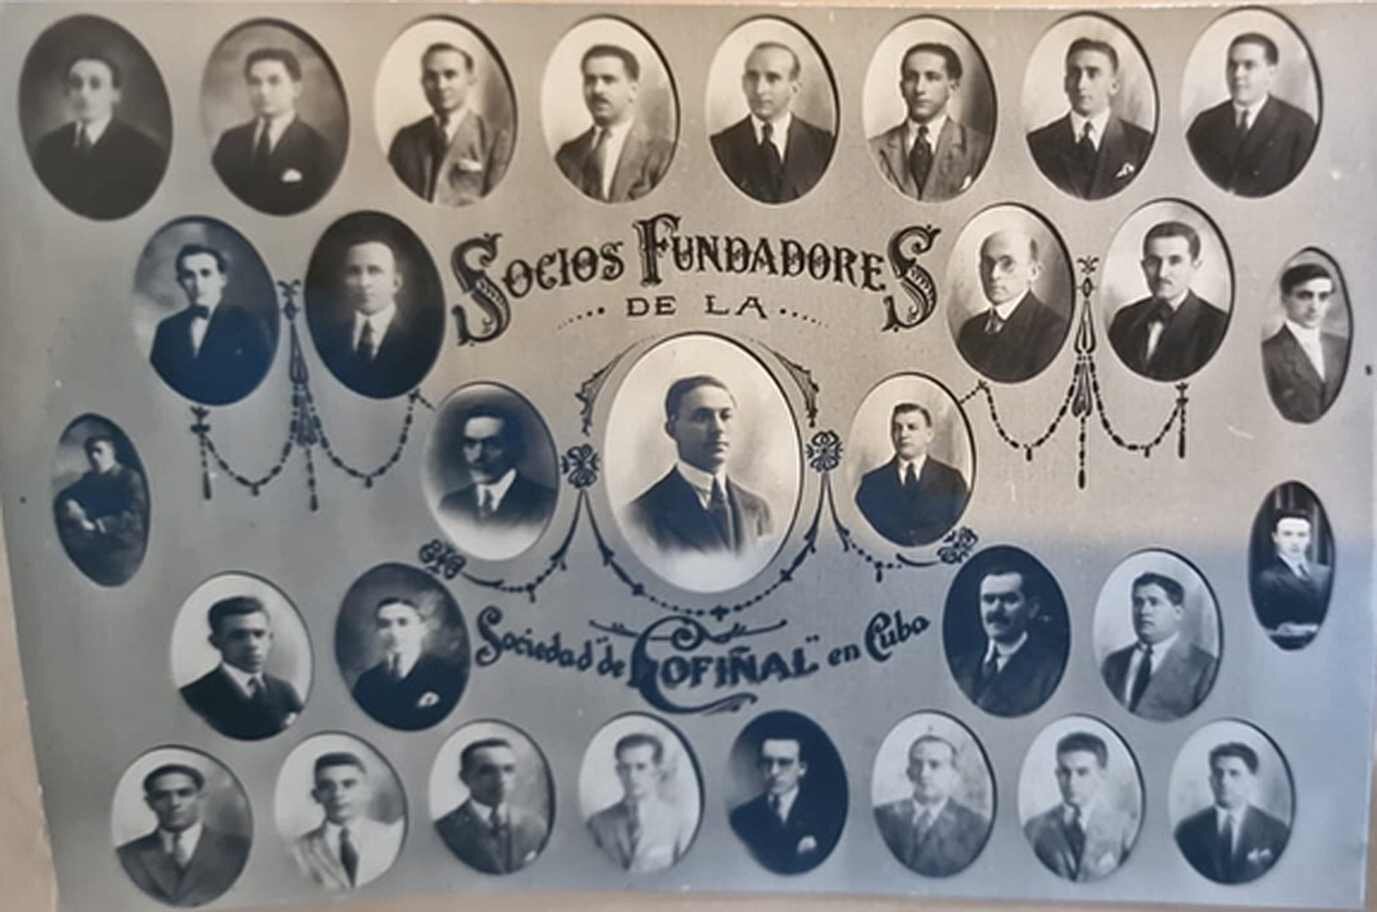 SOCIOS FUNDADORES
DE LA
Sociedad "de COFIÑAL" en Cuba